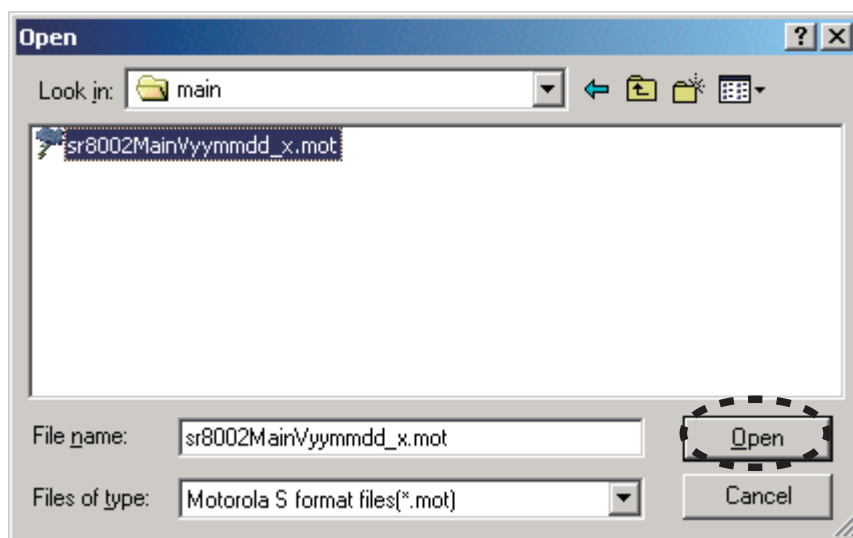 Open
Look in: main
sr8002MainVyymmdd_x.mot
File name: sr8002MainVyymmdd_x.mot Open
Files of type: Motorola S format files(*.mot) Cancel